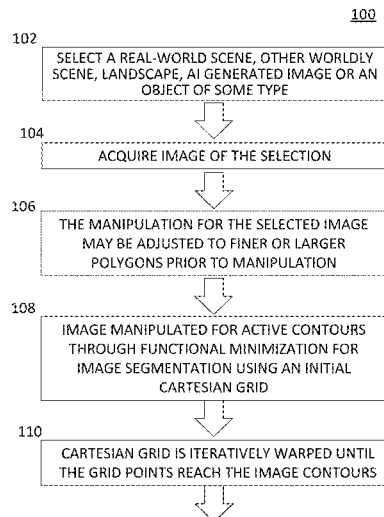 100
102
SELECT A REAL-WORLD SCENE, OTHER WORLDLY
SCENE, LANDSCAPE, AI GENERATED IMAGE OR AN
OBJECT OF SOME TYPE
104
ACQUIRE IMAGE OF THE SELECTION
106
THE MANIPULATION FOR THE SELECTED IMAGE
MAY BE ADJUSTED TO FINER OR LARGER
POLYGONS PRIOR TO MANIPULATION
108
IMAGE MANIPULATED FOR ACTIVE CONTOURS
THROUGH FUNCTIONAL MINIMIZATION FOR
IMAGE SEGMENTATION USING AN INITIAL
CARTESIAN GRID
110
CARTESIAN GRID IS ITERATIVELY WARPED UNTIL
THE GRID POINTS REACH THE IMAGE CONTOURS